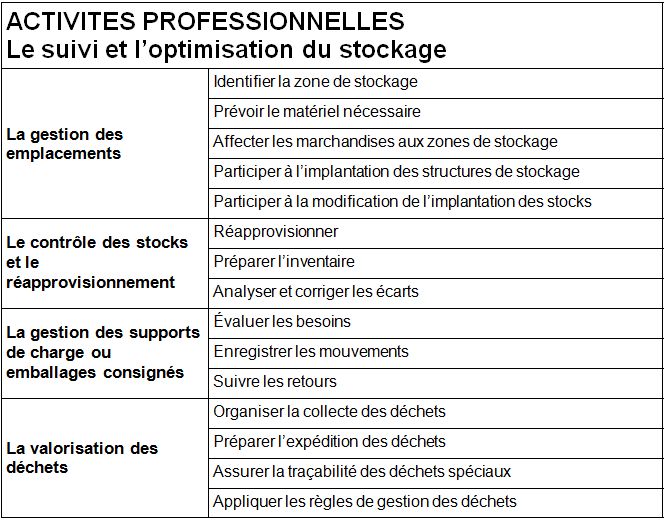 ACTIVITES PROFESSIONNELLES
Le suivi et l'optimisation du stockage
La gestion des
emplacements
Identifier la zone de stockage
Prévoir le matériel nécessaire
Affecter les marchandises aux zones de stockage
Participer à l'implantation des structures de stockage
Participer à la modification de l'implantation des stocks
Le contrôle des stocks
et le
réapprovisionnement
Réapprovisionner
Préparer l'inventaire
Analyser et corriger les écarts
La gestion des supports
de charge ou
emballages consignés
Évaluer les besoins
Enregistrer les mouvements
Suivre les retours
La valorisation des
déchets
Organiser la collecte des déchets
Préparer l'expédition des déchets
Assurer la traçabilité des déchets spéciaux
Appliquer les règles de gestion des déchets